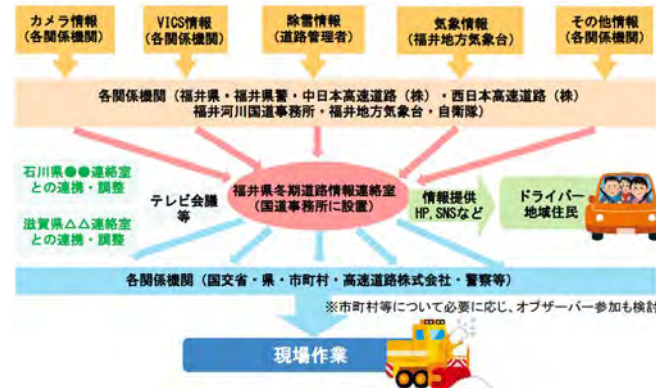 カメラ情報
（各関係機関）
VICS情報
（各関係機関）
除雪情報
（道路管理者）
気象情報
（福井地方気象台）
その他情報
（各関係機関）
各関係機関（福井県・福井県警・中日本高速道路（株）・西日本高速道路（株）
福井河川国道事務所・福井地方気象台・自衛隊）
石川県●●連絡室
との連携・調整
滋賀県△△連絡室
との連携・調整
テレビ会議
等
福井県冬期道路情報連絡室
（国道事務所に設置）
情報提供
HP,SNSなど
ドライバー
地域住民
各関係機関（国交省・県・市町村・高速道路株式会社・警察等）
※市町村等について必要に応じ、オブザーバー参加も検討
現場作業